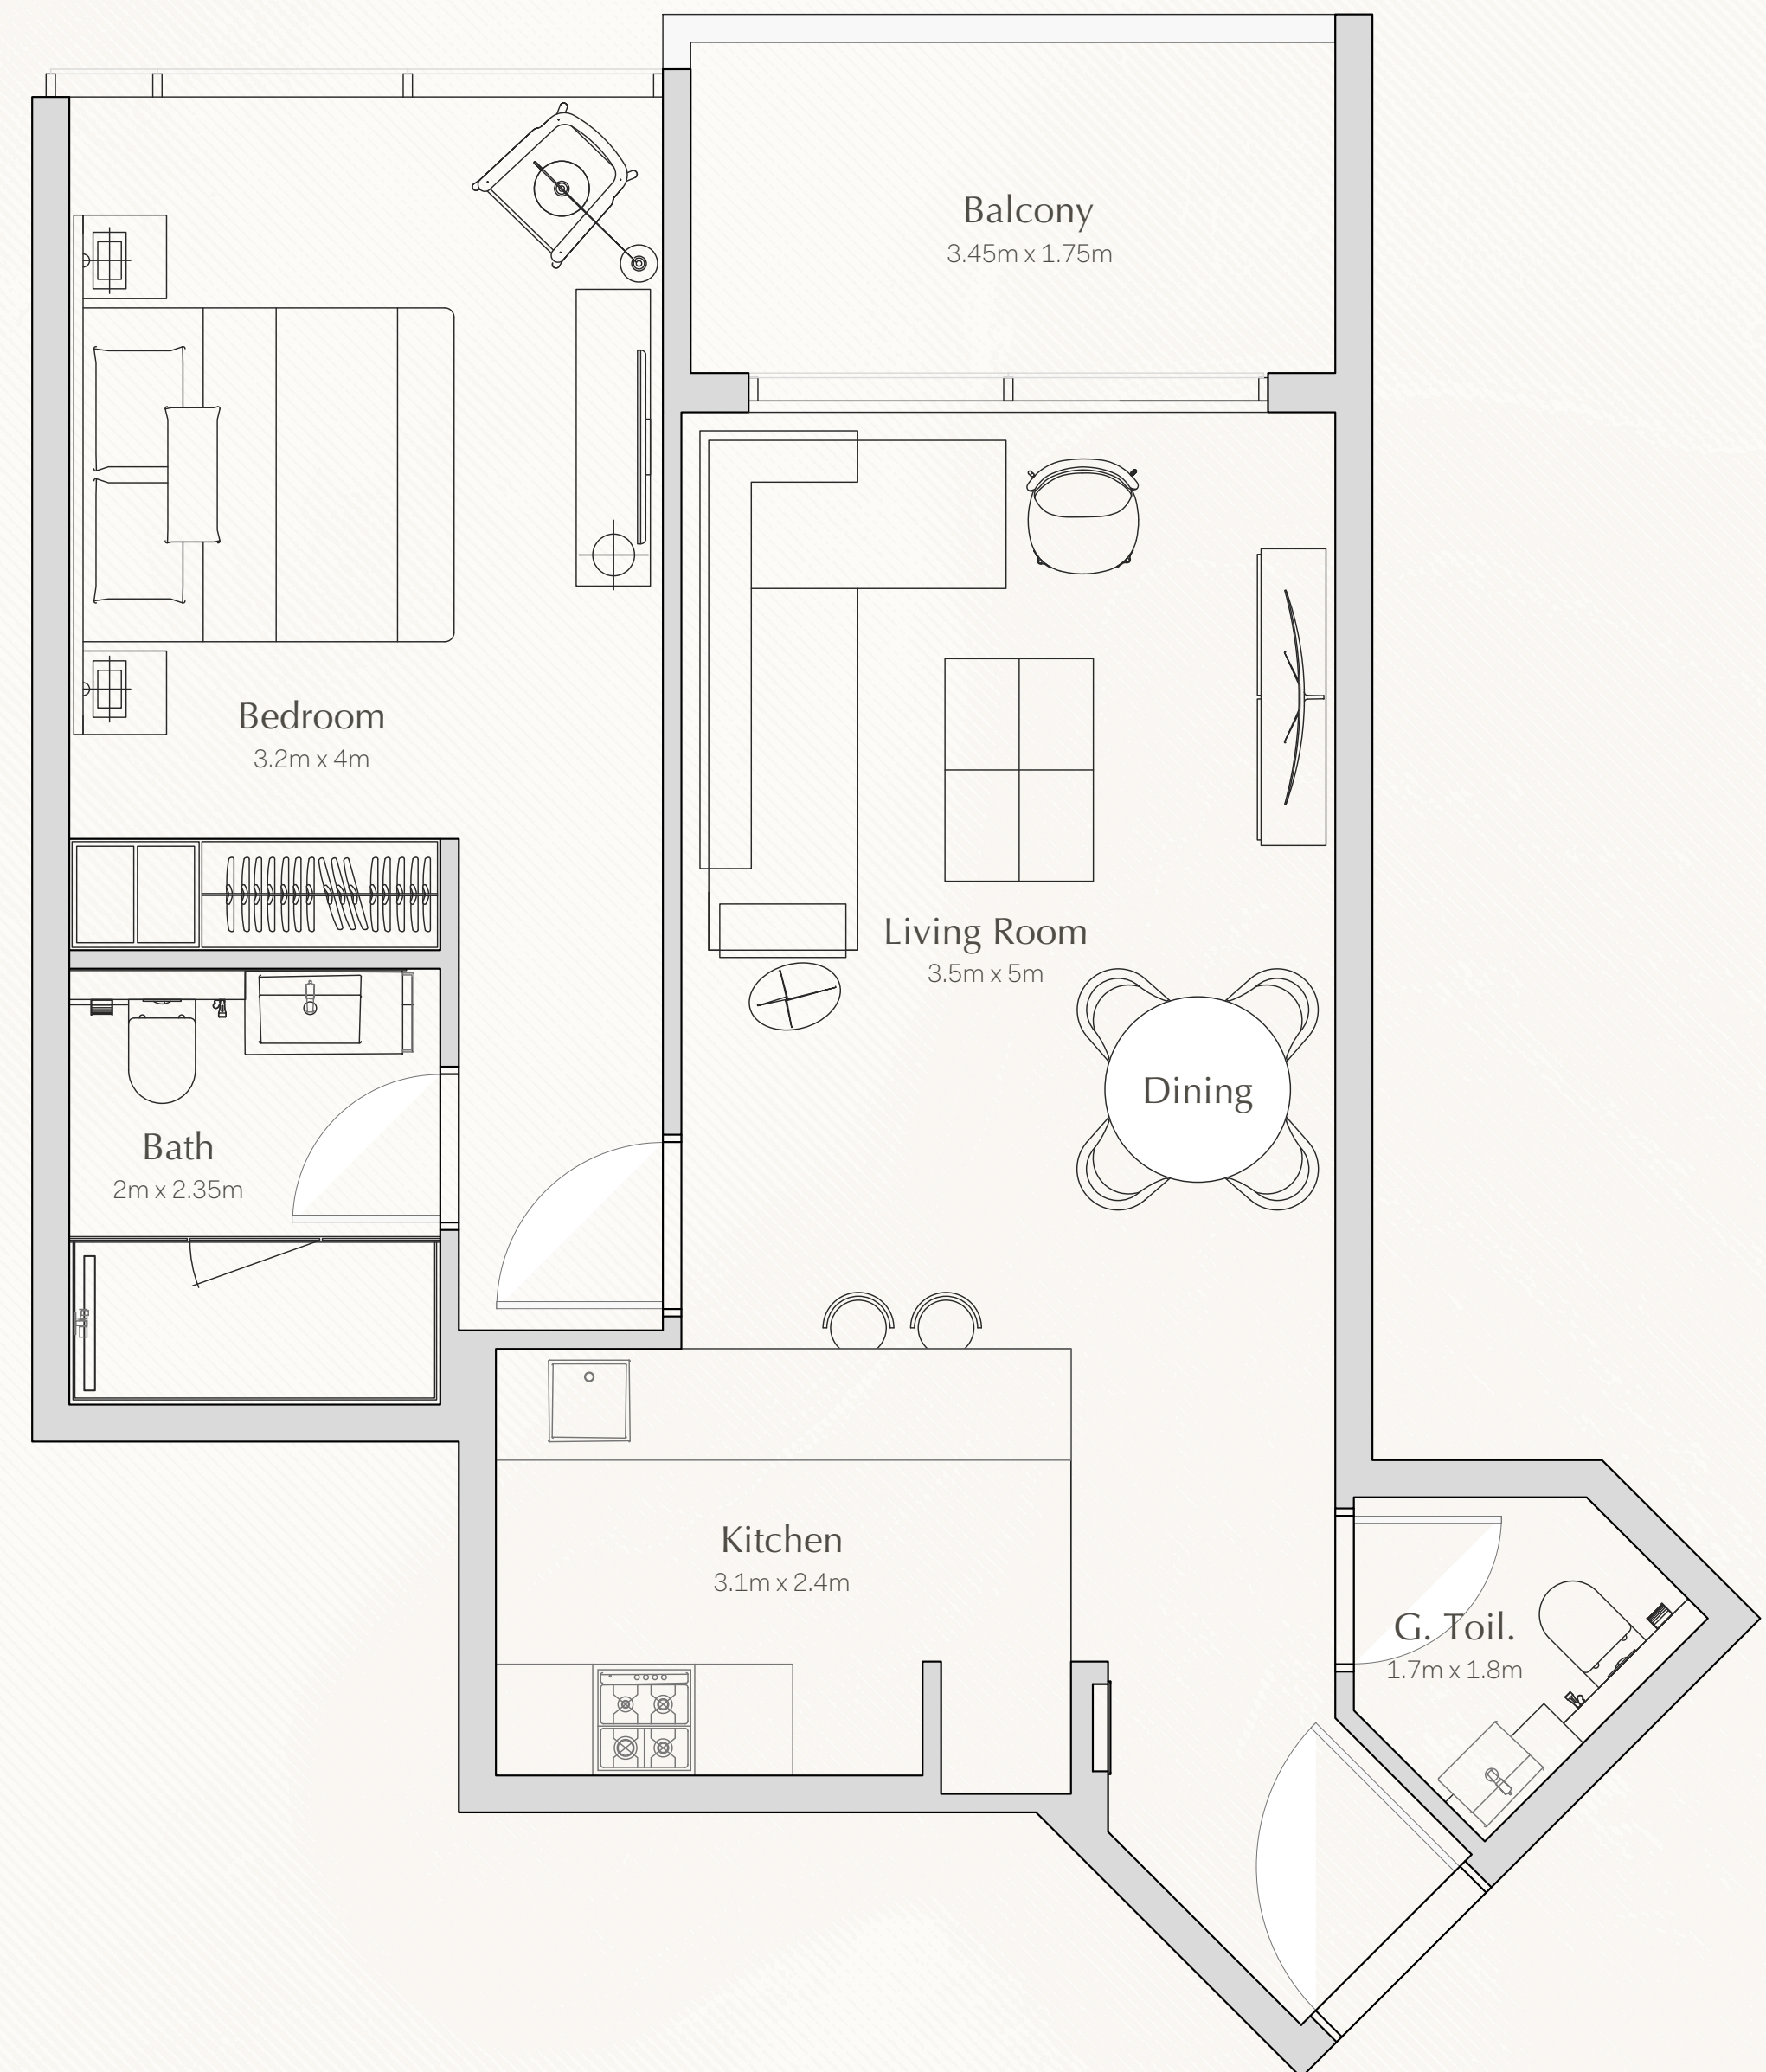 Balcony
3.45m x 1.75m
Bedroom
3.2m x 4m
Living Room
3.5m x 5m
Dining
Bath
2m x 2.35m
Kitchen
3.1m x 2.4m
G. Toil.
1.7m x 1.8m